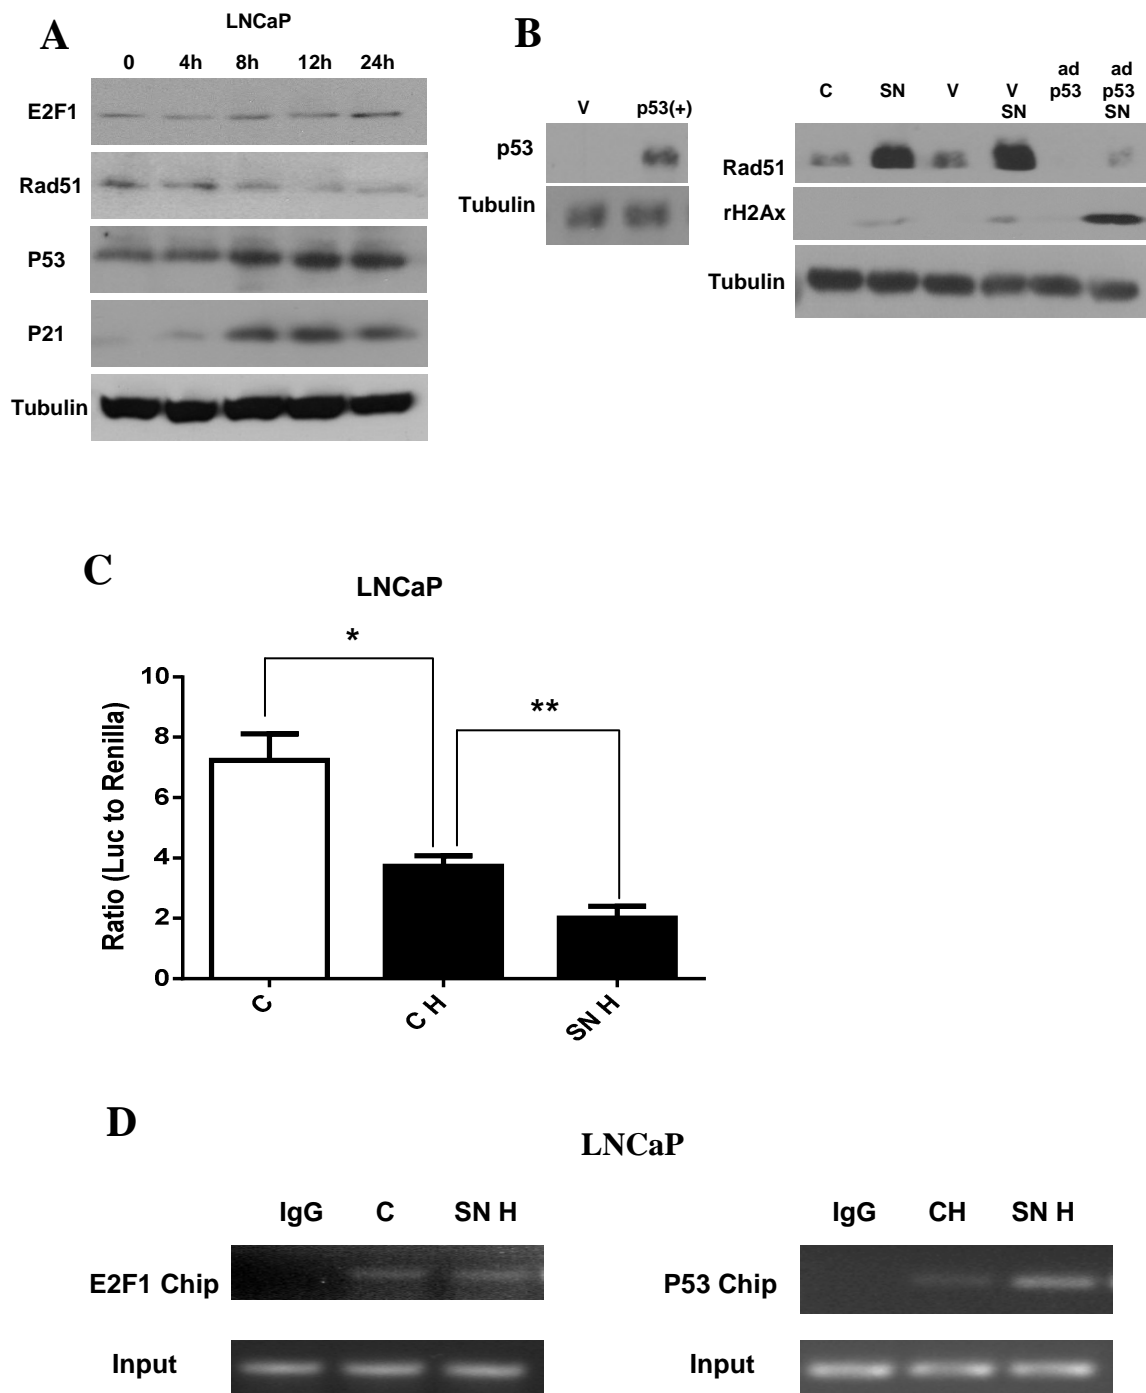 A
LNCaP
0 4h 8h 12h 24h
E2F1
Rad51
P53
P21
Tubulin
B
V p53(+)
p53
Tubulin
C SN V V SN ad p53 ad p53 SN
Rad51
rH2Ax
Tubulin
C
LNCaP
*
**
Ratio (Luc to Renilla)
10
8
6
4
2
0
C C H SN H
D
LNCaP
IgG C SN H
E2F1 Chip
Input
IgG CH SN H
P53 Chip
Input